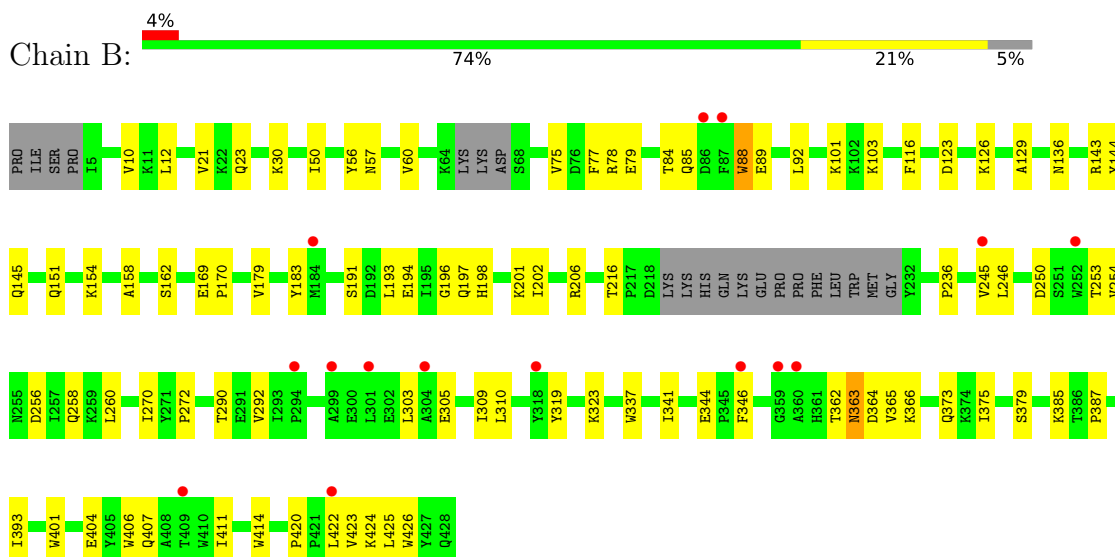 4%
Chain B:
74% 21% 5%
PRO ILE SER PRO I5 V10 K11 L12 V21 K22 Q23 K30 I50 Y56 N57 V60 K64 LYS LYS ASP S68 V75 D76 F77 R78 E79 T84 Q85 D86 F87 W88 E89 L92 K101 K102 K103 F116 D123 K126 A129 N136 R143 Y144
Q145 Q151 K154 A158 S162 E169 P170 V179 Y183 M184 S191 D192 L193 E194 I195 G196 Q197 H198 K201 I202 R206 T216 P217 D218 LYS LYS HIS GLN LYS GLU PRO PRO PHE LEU TRP MET GLY Y232 P236 V245 L246 D250 S251 W252 T253 V254
N255 D256 I257 Q258 K259 L260 I270 Y271 P272 T290 E291 V292 I293 P294 A299 E300 L301 E302 L303 A304 E305 I309 L310 Y318 Y319 K323 W337 I341 E344 P345 F346 G359 A360 H361 T362 N363 D364 V365 K366 Q373 K374 I375 S379 K385 T386 P387
I393 W401 E404 Y405 W406 Q407 A408 T409 W410 I411 W414 P420 P421 L422 V423 K424 L425 W426 Y427 Q428